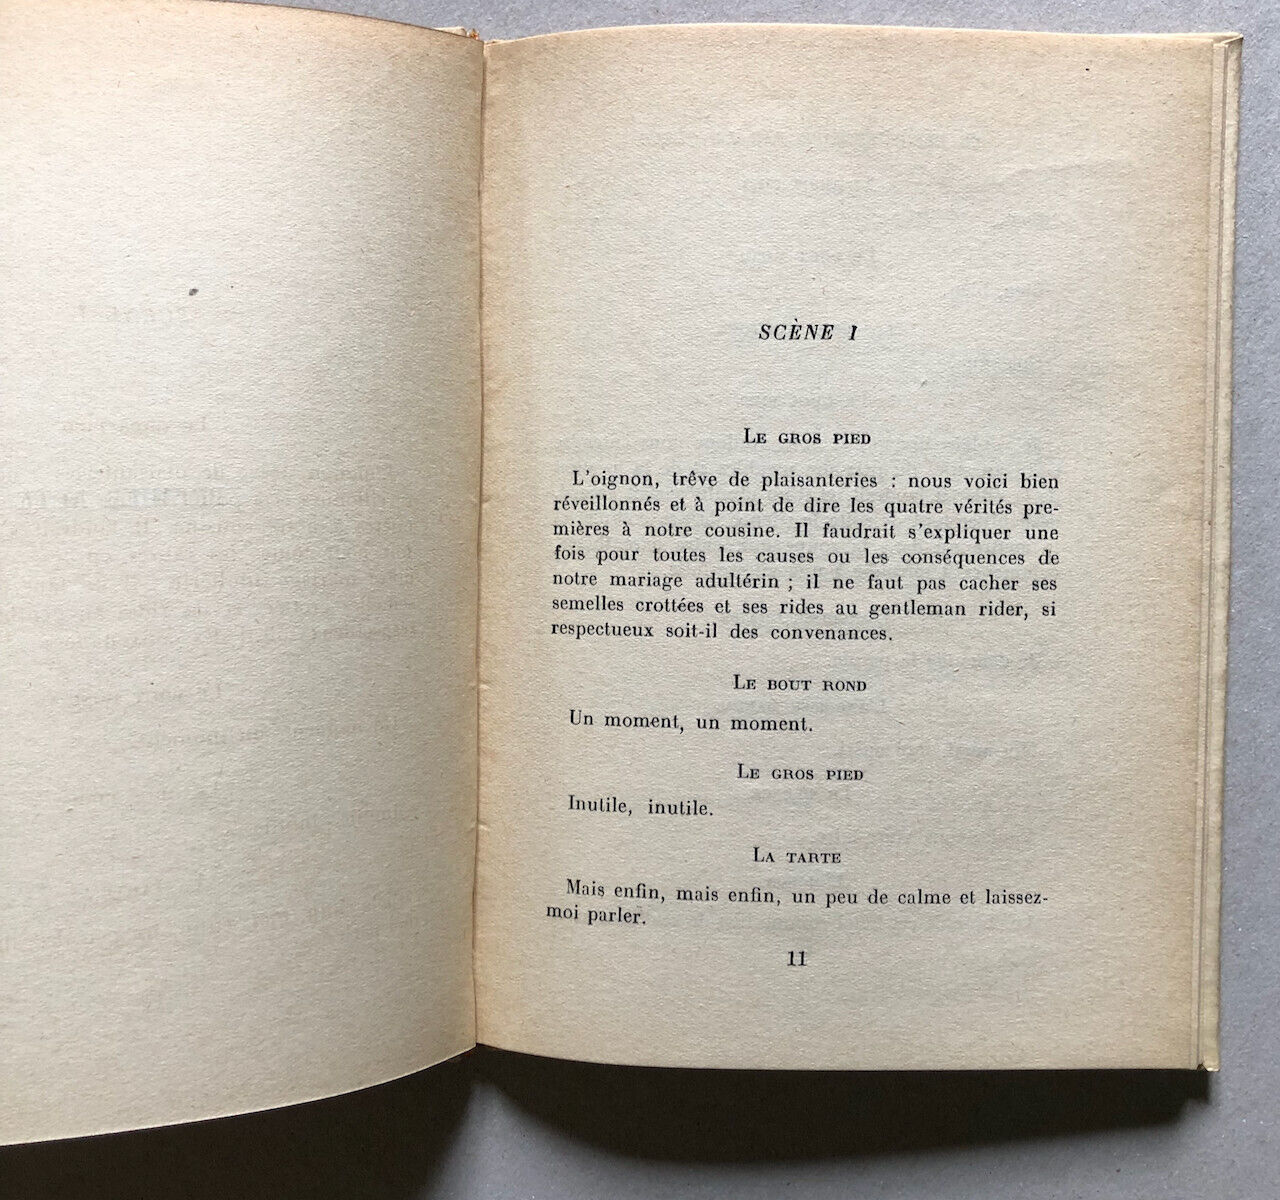 SCÈNE I
LE GROS PIED
L'oignon, trêve de plaisanteries : nous voici bien
réveillonnés et à point de dire les quatre vérités pre-
mières à notre cousine. Il faudrait s'expliquer une
fois pour toutes les causes ou les conséquences de
notre mariage adultérin ; il ne faut pas cacher ses
semelles crottées et ses rides au gentleman rider, si
respectueux soit-il des convenances.
LE BOUT ROND
Un moment, un moment.
LE GROS PIED
Inutile, inutile.
LA TARTE
Mais enfin, mais enfin, un peu de calme et laissez-
moi parler.
11